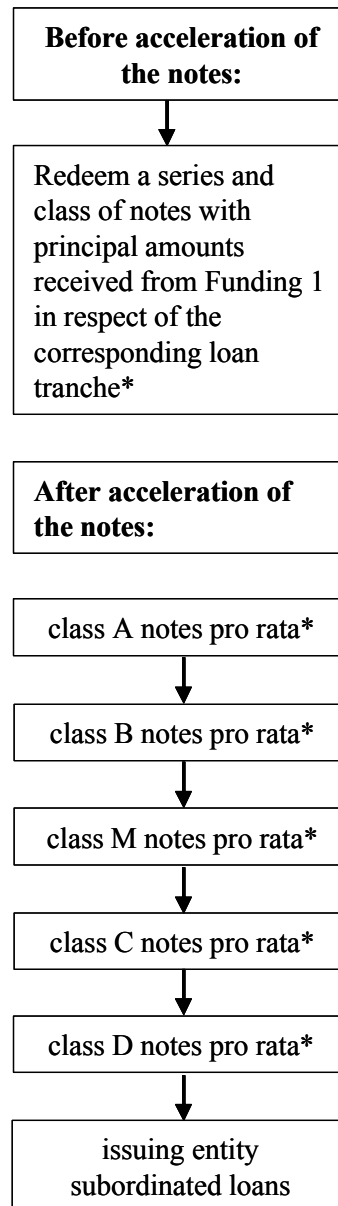 Before acceleration of
the notes:
Redeem a series and
class of notes with
principal amounts
received from Funding 1
in respect of the
corresponding loan
tranche*
After acceleration of
the notes:
class A notes pro rata*
class B notes pro rata*
class M notes pro rata*
class C notes pro rata*
class D notes pro rata*
issuing entity
subordinated loans